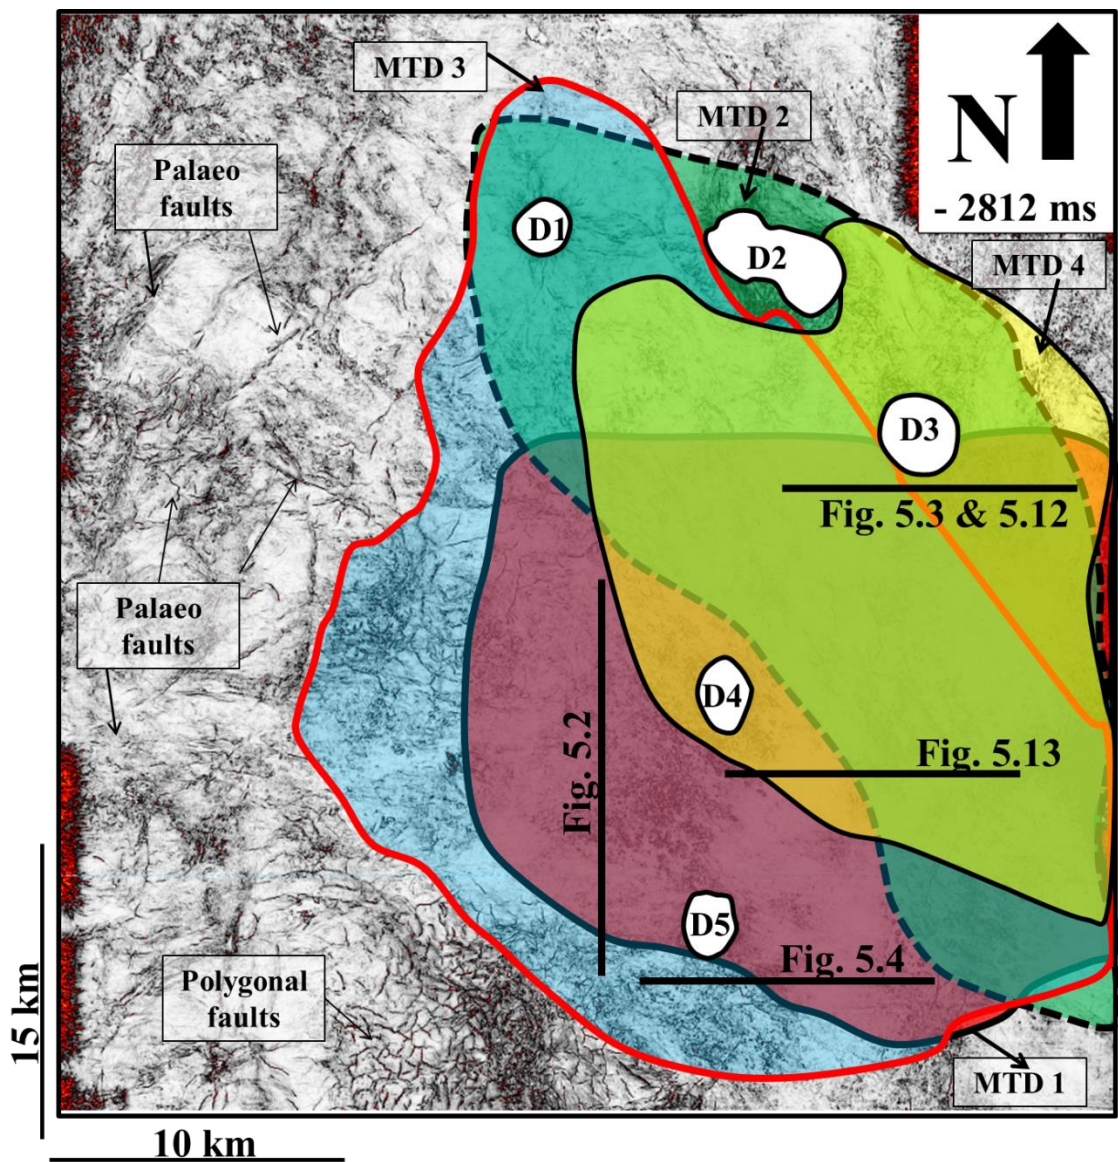 MTD 3
MTD 2
N
- 2812 ms
Palaeo
faults
D1
D2
MTD 4
D3
Fig. 5.3 & 5.12
Palaeo
faults
D4
Fig. 5.2
Fig. 5.13
D5
Fig. 5.4
Polygonal
faults
MTD 1
15 km
10 km